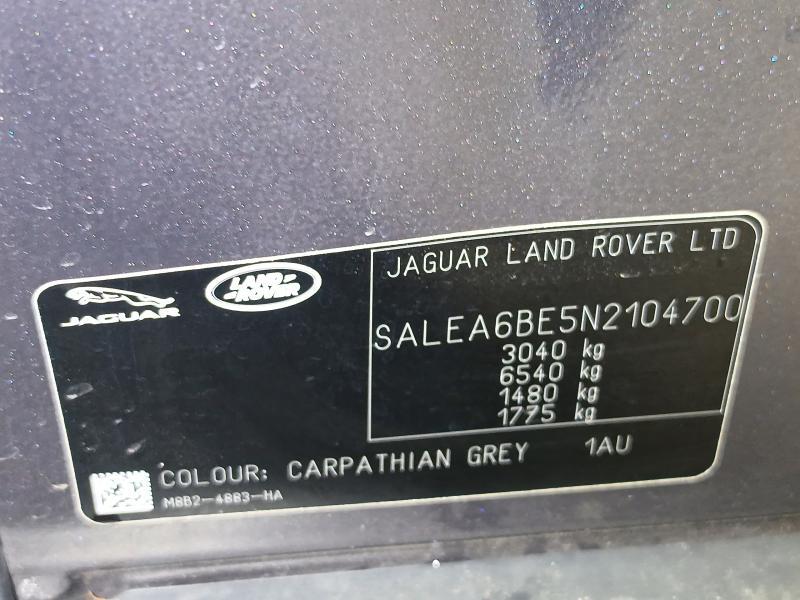 JAGUAR
LAND-
-ROVER
JAGUAR LAND ROVER LTD
SALEA6BE5N2104700
3040 kg
6540 kg
1480 kg
1775 kg
COLOUR: CARPATHIAN GREY 1AU
M8B2-4883-HA